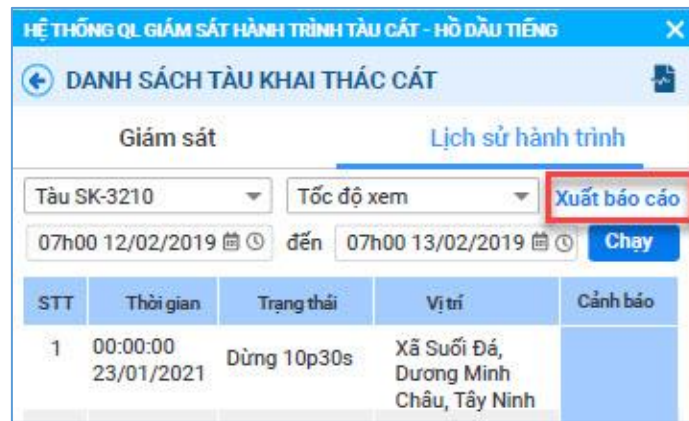 HỆ THỐNG QL GIÁM SÁT HÀNH TRÌNH TÀU CÁT - HỒ DẦU TIẾNG
DANH SÁCH TÀU KHAI THÁC CÁT
Giám sát Lịch sử hành trình
Tàu SK-3210 Tốc độ xem Xuất báo cáo
07h00 12/02/2019 đến 07h00 13/02/2019 Chạy
STT Thời gian Trạng thái Vị trí Cảnh báo
1 00:00:00 Dừng 10p30s Xã Suối Đá,
23/01/2021 Dương Minh
Châu, Tây Ninh